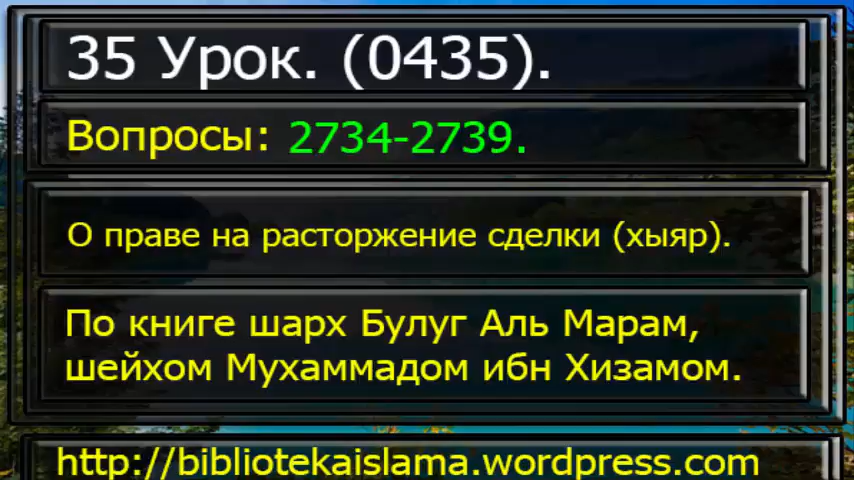 35 Урок. (0435).
Вопросы: 2734-2739.
О праве на расторжение сделки (хыяр).
По книге шарх Булуг Аль Марам,
шейхом Мухаммадом ибн Хизамом.
http://bibliotekaislama.wordpress.com